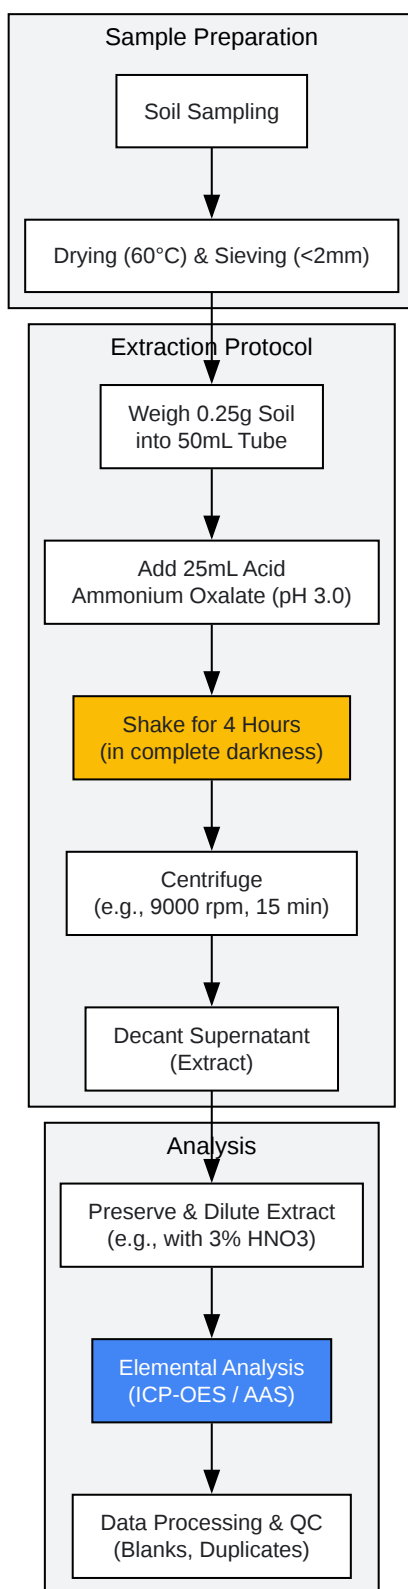 Sample Preparation
Soil Sampling
Drying (60°C) & Sieving (<2mm)
Extraction Protocol
Weigh 0.25g Soil
into 50mL Tube
Add 25mL Acid
Ammonium Oxalate (pH 3.0)
Shake for 4 Hours
(in complete darkness)
Centrifuge
(e.g., 9000 rpm, 15 min)
Decant Supernatant
(Extract)
Analysis
Preserve & Dilute Extract
(e.g., with 3% HNO3)
Elemental Analysis
(ICP-OES / AAS)
Data Processing & QC
(Blanks, Duplicates)